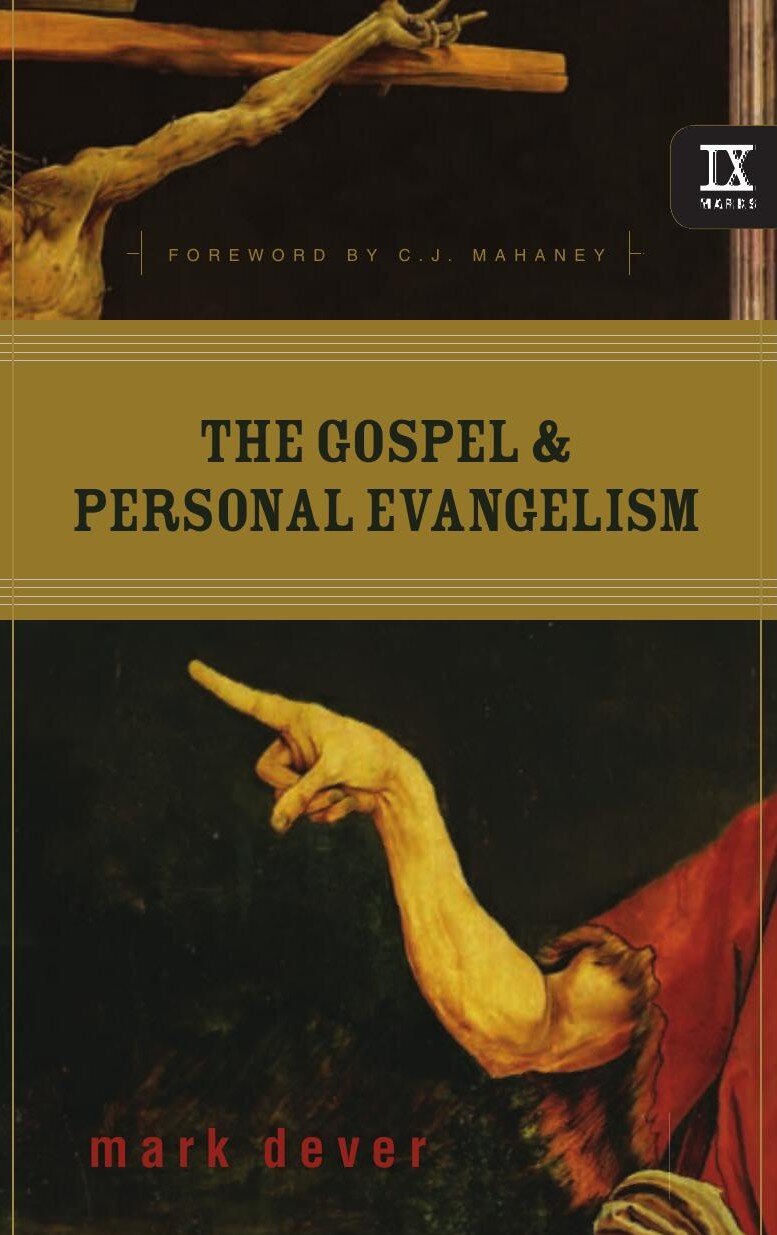 IX
MARKS
FOREWORD BY C.J. MAHANEY
THE GOSPEL &
PERSONAL EVANGELISM
mark dever